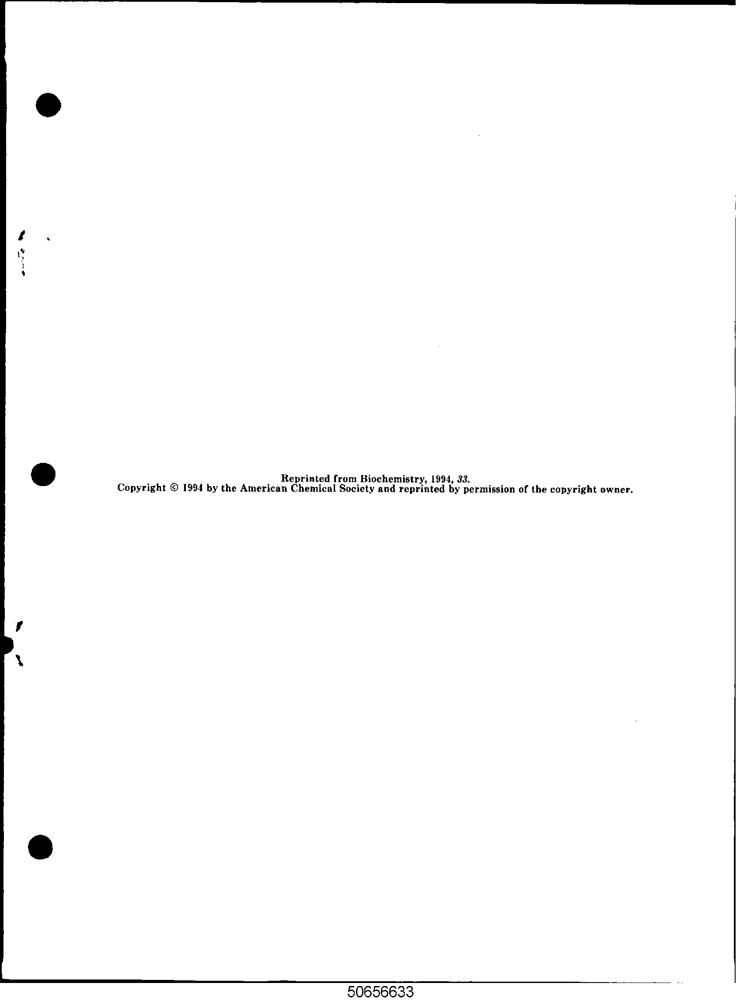 Reprinted from Biochemistry, 1994, 33.
Copyright © 1994 by the American Chemical Society and reprinted by permission of the copyright owner.
50656633